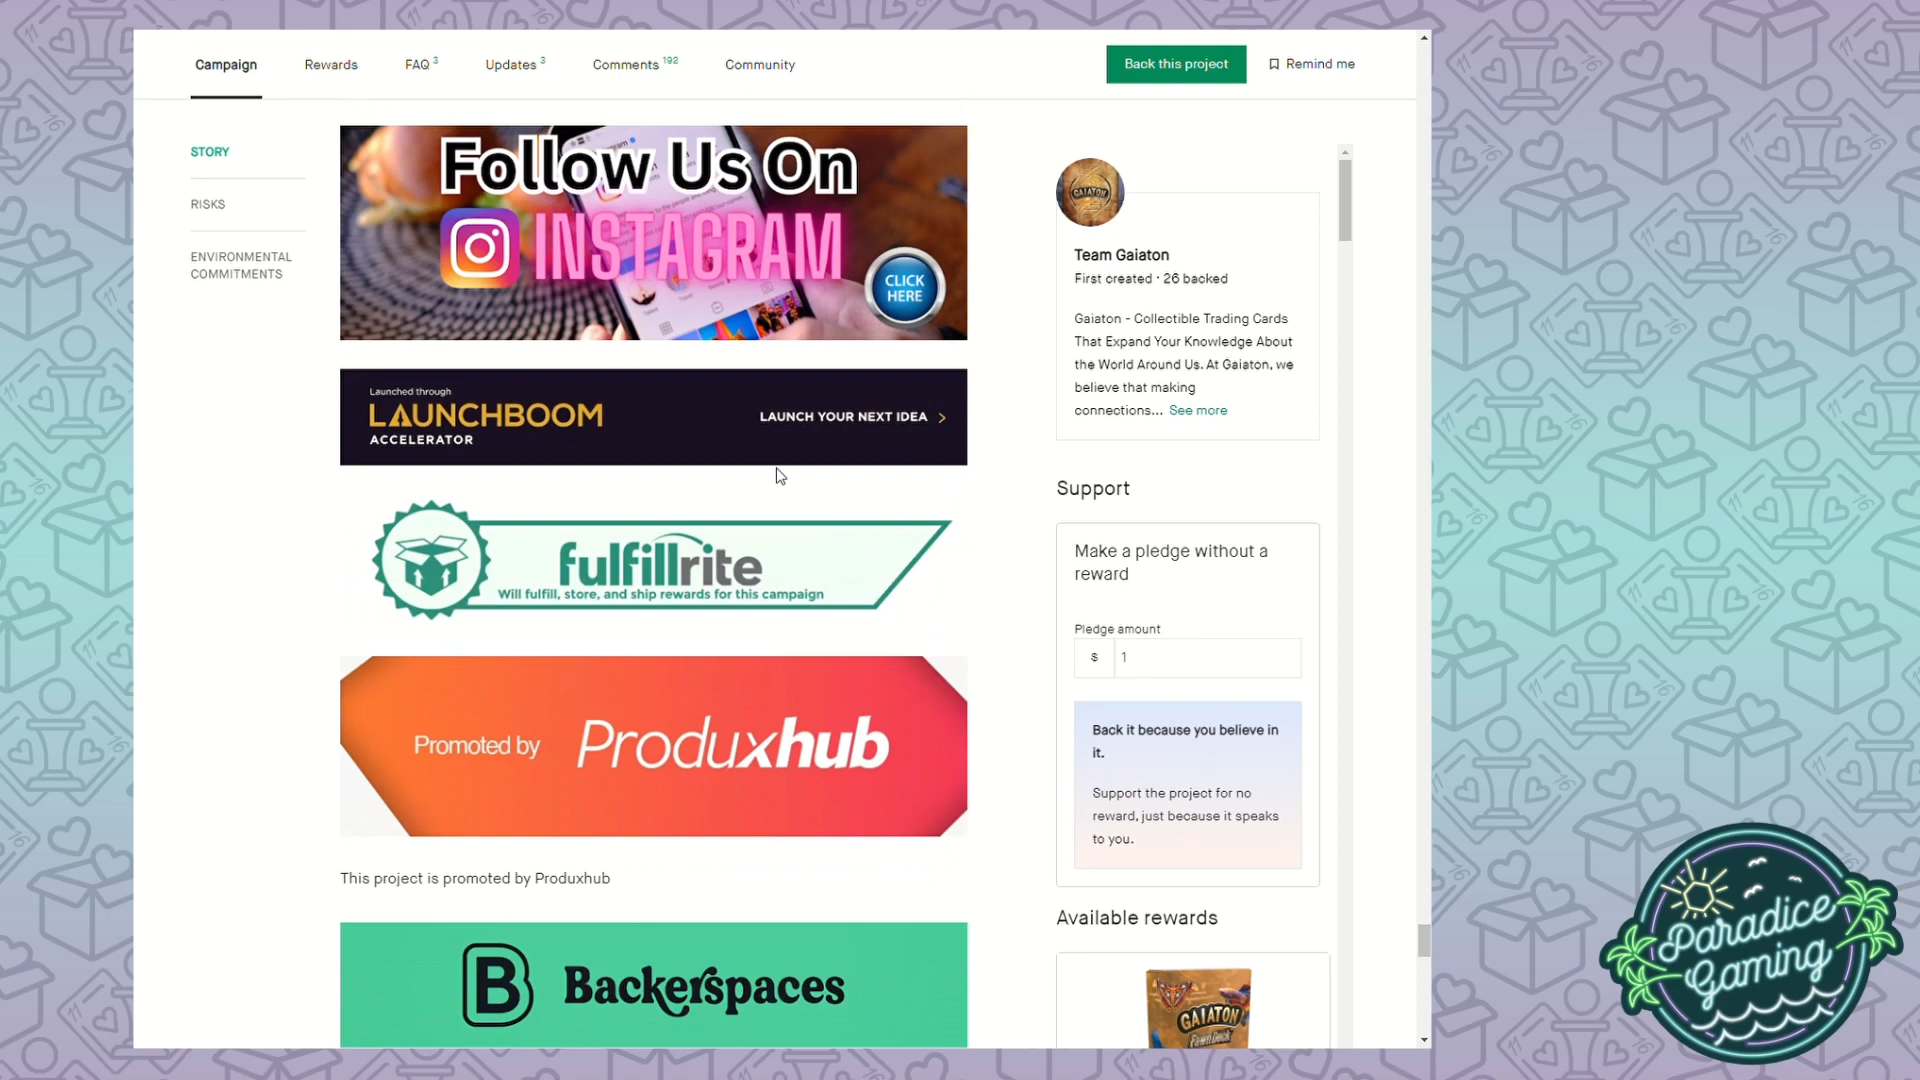 Campaign
Rewards
FAQ 3
Updates 3
Comments 192
Community
Back this project
Remind me
STORY
RISKS
ENVIRONMENTAL
COMMITMENTS
Follow Us On
INSTAGRAM
CLICK
HERE
Launched through
LAUNCHBOOM
ACCELERATOR
LAUNCH YOUR NEXT IDEA >
fulfillrite
Will fulfill, store, and ship rewards for this campaign
Promoted by Produxhub
This project is promoted by Produxhub
B Backerspaces
GAIATON
Team Gaiaton
First created · 26 backed
Gaiaton - Collectible Trading Cards
That Expand Your Knowledge About
the World Around Us. At Gaiaton, we
believe that making
connections... See more
Support
Make a pledge without a
reward
Pledge amount
$ 1
Back it because you believe in
it.
Support the project for no
reward, just because it speaks
to you.
Available rewards
GAIATON
Paradice
Gaming